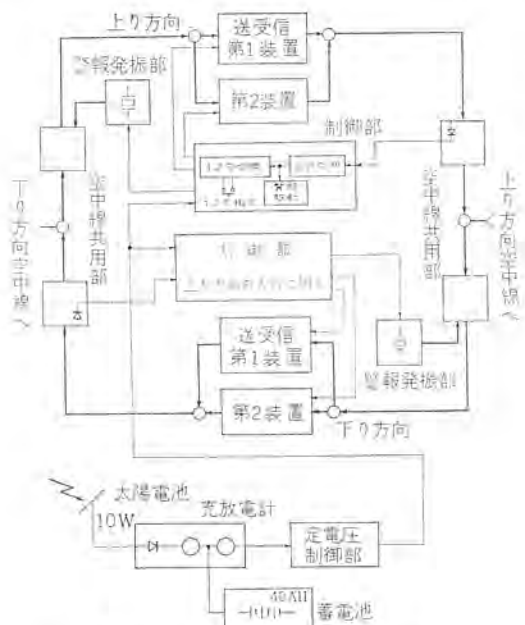 上り方向
送受信
第1装置
警報発振部
第2装置
制御部
空中線共用部
下り方向空中線へ
上り方向空中線へ
空中線共用部
制御部
送受信
第1装置
警報発振部
第2装置
下り方向
太陽電池
10W
充放電計
定電圧
制御部
蓄電池